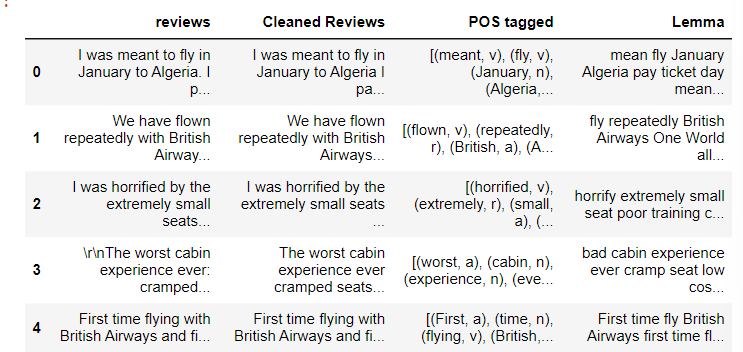 reviews Cleaned Reviews POS tagged Lemma
0 I was meant to fly in January to Algeria. I p... I was meant to fly in January to Algeria I pa... [(meant, v), (fly, v), (January, n), (Algeria,... mean fly January Algeria pay ticket day mean...
1 We have flown repeatedly with British Airway... We have flown repeatedly with British Airways... [(flown, v), (repeatedly, r), (British, a), (A... fly repeatedly British Airways One World all...
2 I was horrified by the extremely small seats... I was horrified by the extremely small seats ... [(horrified, v), (extremely, r), (small, a), (... horrify extremely small seat poor training c...
3 \r\nThe worst cabin experience ever: cramped... The worst cabin experience ever cramped seats... [(worst, a), (cabin, n), (experience, n), (eve... bad cabin experience ever cramp seat low cos...
4 First time flying with British Airways and fi... First time flying with British Airways and fi... [(First, a), (time, n), (flying, v), (British,... First time fly British Airways first time fl...